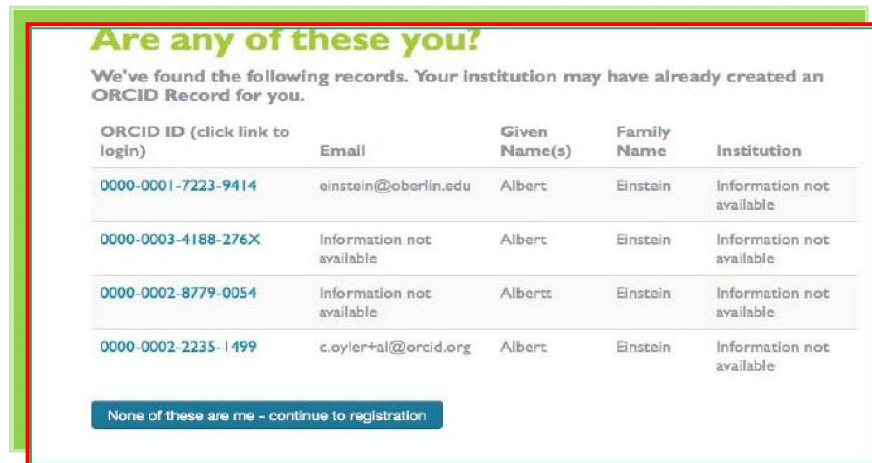 Are any of these you?
We've found the following records. Your institution may have already created an
ORCID Record for you.
ORCID ID (click link to login) Email Given Name(s) Family Name Institution
0000-0001-7223-9414 einstein@oberlin.edu Albert Einstein Information not available
0000-0003-4188-276X Information not available Albert Einstein Information not available
0000-0002-8779-0054 Information not available Albertt Einstein Information not available
0000-0002-2235-1499 c.oyler+al@orcid.org Albert Einstein Information not available
None of these are me - continue to registration